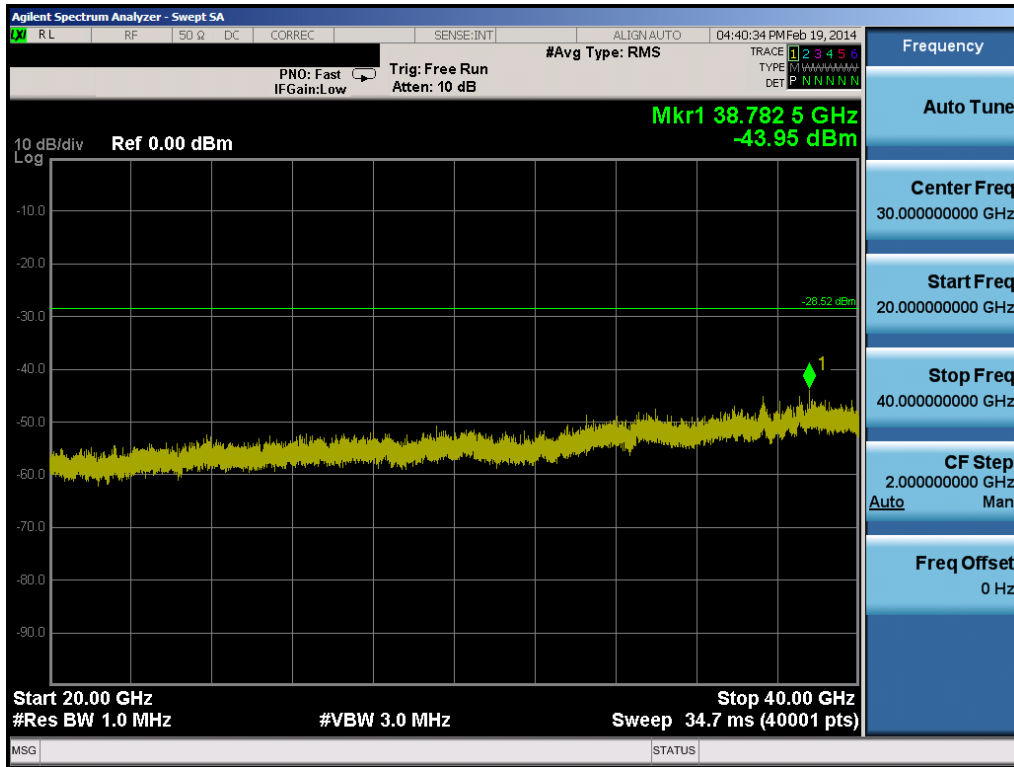 Agilent Spectrum Analyzer - Swept SA
LXI RL RF 50 Ω DC CORREC SENSE:INT ALIGN AUTO 04:40:34 PM Feb 19, 2014
#Avg Type: RMS TRACE 1 2 3 4 5 6
PNO: Fast Trig: Free Run TYPE M WWWWW
IFGain:Low Atten: 10 dB DET P N N N N N
Mkr1 38.782 5 GHz
-43.95 dBm
10 dB/div Ref 0.00 dBm
Log
-10.0
-20.0
-28.52 dBm
-30.0
-40.0
1
-50.0
-60.0
-70.0
-80.0
-90.0
Start 20.00 GHz Stop 40.00 GHz
#Res BW 1.0 MHz #VBW 3.0 MHz Sweep 34.7 ms (40001 pts)
MSG STATUS
Frequency
Auto Tune
Center Freq
30.000000000 GHz
Start Freq
20.000000000 GHz
Stop Freq
40.000000000 GHz
CF Step
2.000000000 GHz
Auto Man
Freq Offset
0 Hz